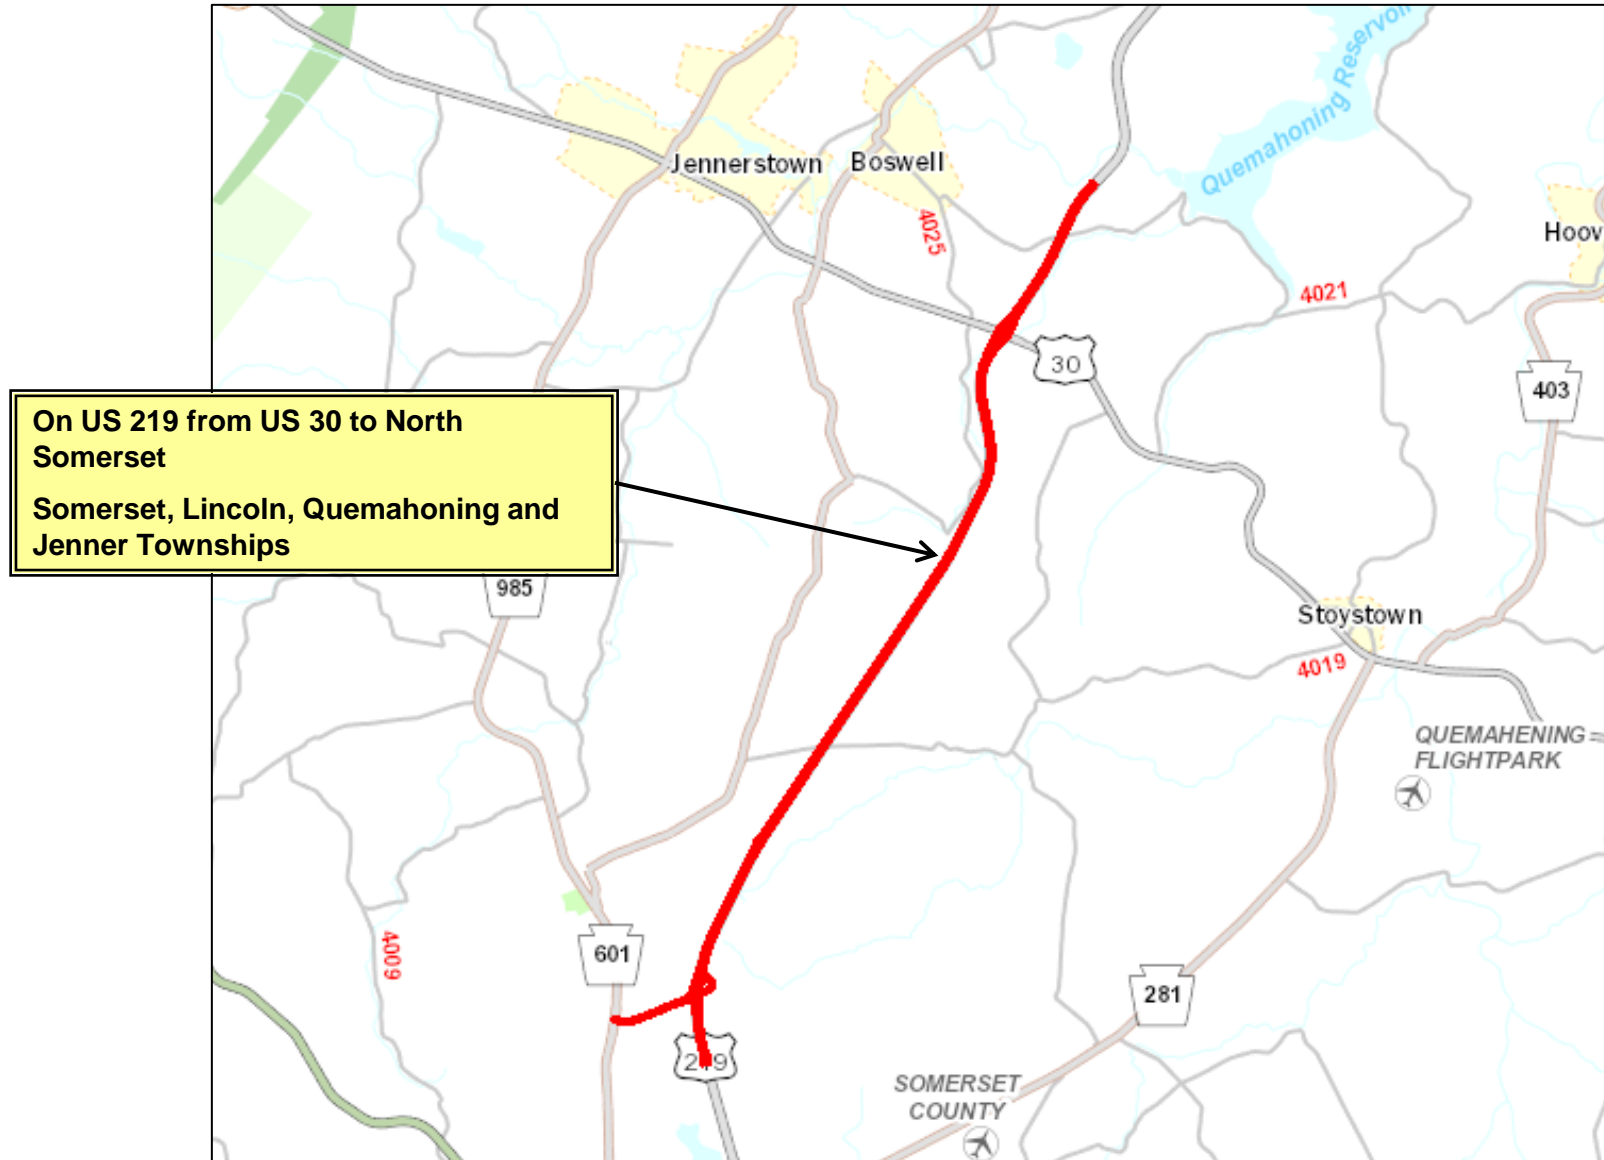 Quemahoning Reservoir
Jennerstown
Boswell
4025
Hoov
4021
30
403
On US 219 from US 30 to North
Somerset
Somerset, Lincoln, Quemahoning and
Jenner Townships
985
Stoystown
4019
QUEMAHENING
FLIGHTPARK
4009
601
281
219
SOMERSET
COUNTY